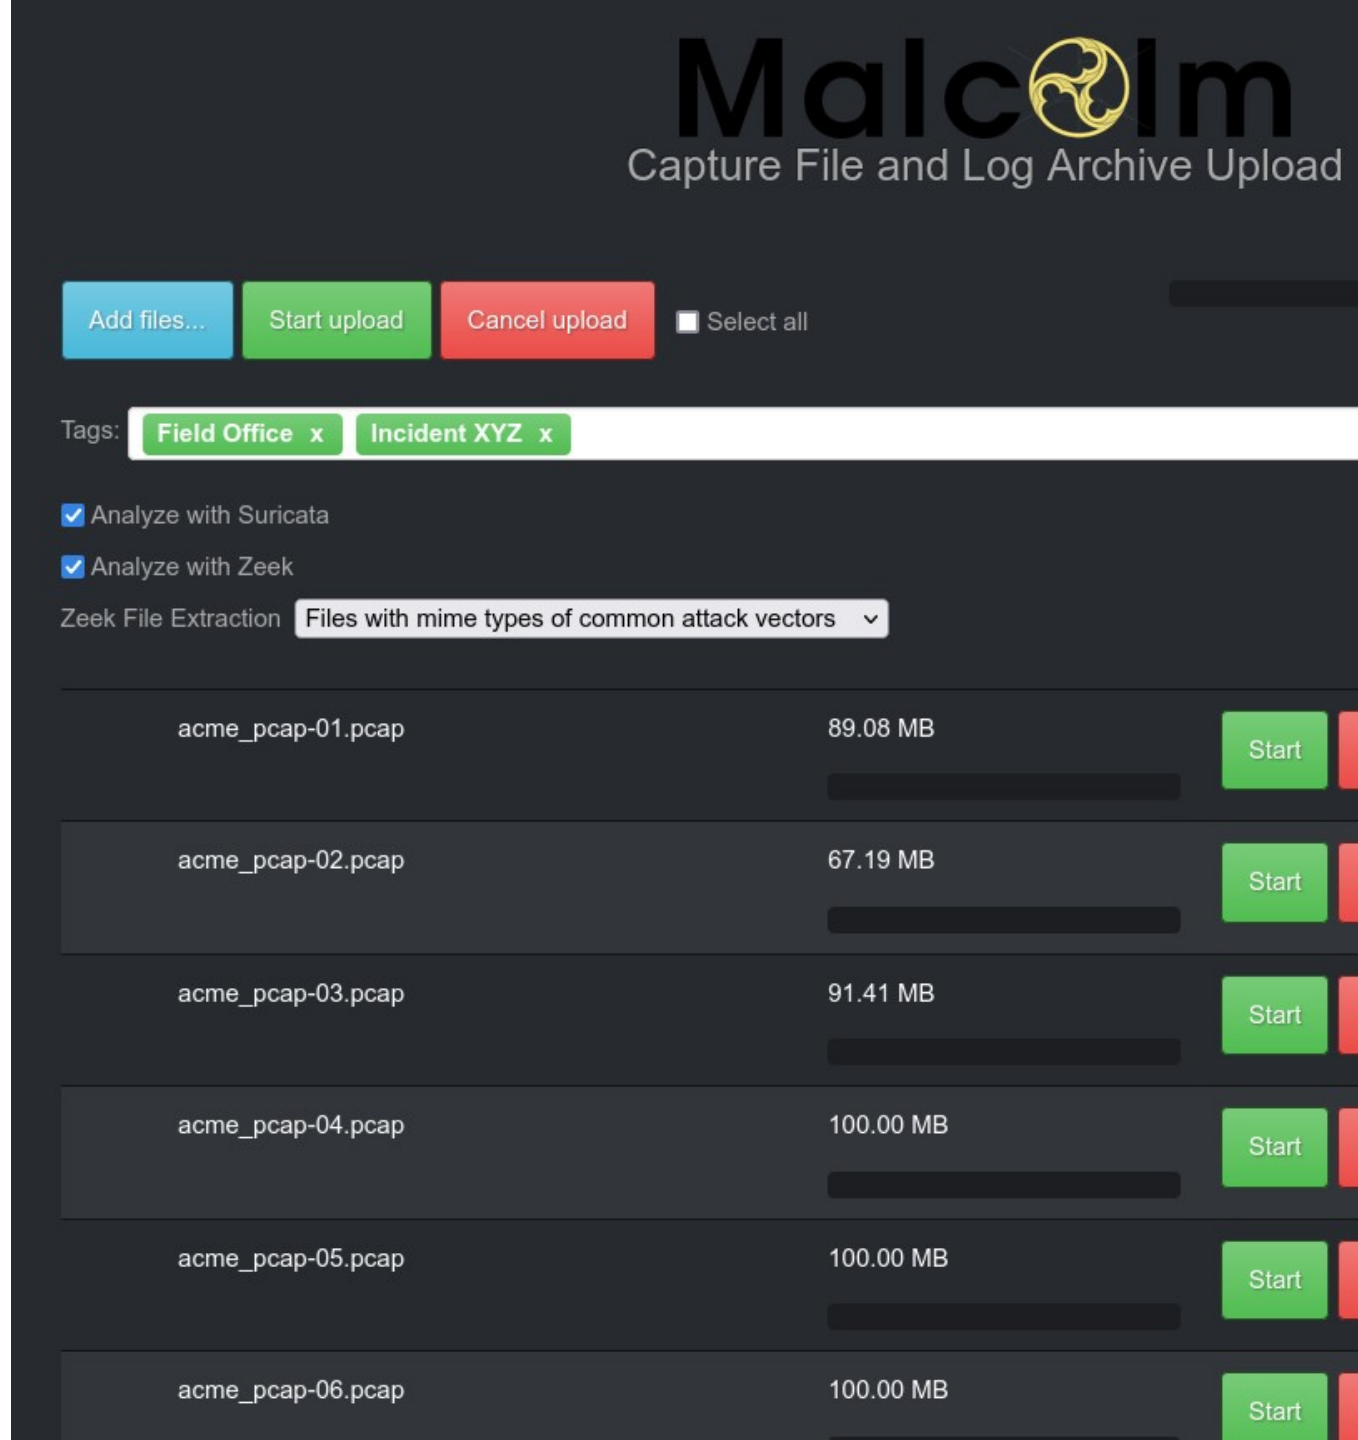 Malcolm
Capture File and Log Archive Upload
Add files... Start upload Cancel upload Select all
Tags: Field Office x Incident XYZ x
Analyze with Suricata
Analyze with Zeek
Zeek File Extraction Files with mime types of common attack vectors
acme_pcap-01.pcap 89.08 MB Start
acme_pcap-02.pcap 67.19 MB Start
acme_pcap-03.pcap 91.41 MB Start
acme_pcap-04.pcap 100.00 MB Start
acme_pcap-05.pcap 100.00 MB Start
acme_pcap-06.pcap 100.00 MB Start